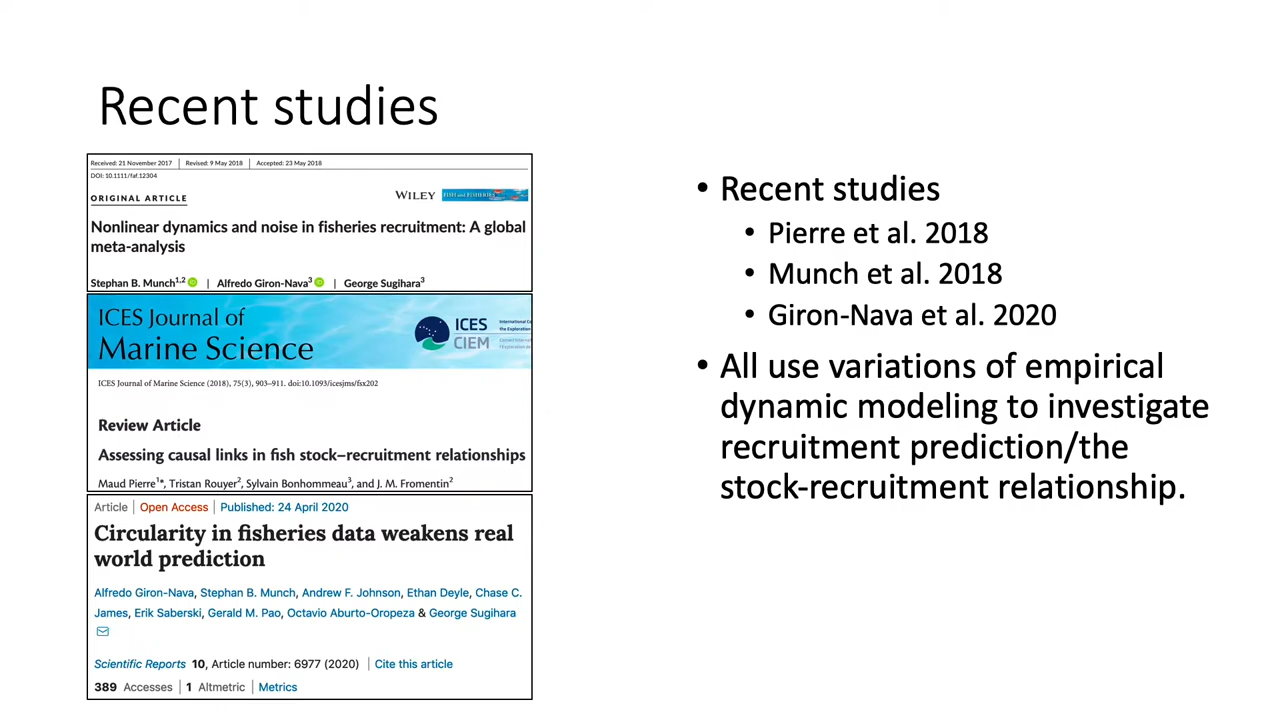 Recent studies
Received: 21 November 2017 | Revised: 9 May 2018 | Accepted: 23 May 2018
DOI: 10.1111/faf.12304
ORIGINAL ARTICLE
WILEY
Nonlinear dynamics and noise in fisheries recruitment: A global
meta-analysis
Stephan B. Munch1,2 | Alfredo Giron-Nava3 | George Sugihara3
ICES Journal of
Marine Science
ICES
CIEM
ICES Journal of Marine Science (2018), 75(3), 903–911. doi:10.1093/icesjms/fsx202
Review Article
Assessing causal links in fish stock–recruitment relationships
Maud Pierre1*, Tristan Rouyer2, Sylvain Bonhommeau3, and J. M. Fromentin2
Article | Open Access | Published: 24 April 2020
Circularity in fisheries data weakens real
world prediction
Alfredo Giron-Nava, Stephan B. Munch, Andrew F. Johnson, Ethan Deyle, Chase C.
James, Erik Saberski, Gerald M. Pao, Octavio Aburto-Oropeza & George Sugihara
Scientific Reports 10, Article number: 6977 (2020) | Cite this article
389 Accesses | 1 Altmetric | Metrics
• Recent studies
• Pierre et al. 2018
• Munch et al. 2018
• Giron-Nava et al. 2020
• All use variations of empirical
dynamic modeling to investigate
recruitment prediction/the
stock-recruitment relationship.